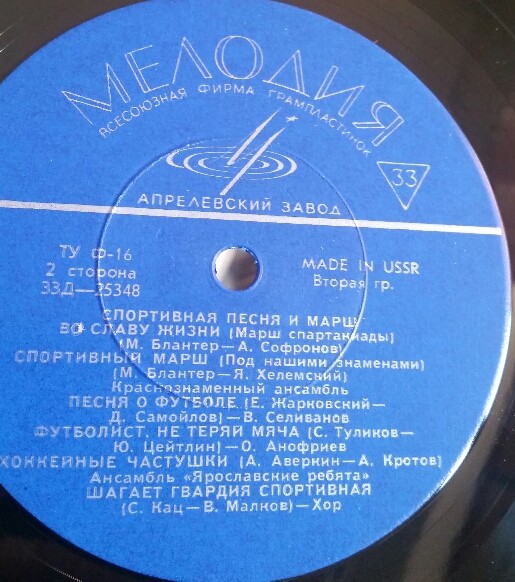 МЕЛОДИЯ
ВСЕСОЮЗНАЯ ФИРМА ГРАМПЛАСТИНОК
33
АПРЕЛЕВСКИЙ ЗАВОД
ТУ Ф-16
2 сторона
33Д—25348
MADE IN USSR
Вторая гр.
СПОРТИВНАЯ ПЕСНЯ И МАРШ
ВО СЛАВУ ЖИЗНИ (Марш спартакиады)
(М. Блантер—А. Софронов)
СПОРТИВНЫЙ МАРШ (Под нашими знаменами)
(М. Блантер—Я. Хелемский)
Краснознаменный ансамбль
ПЕСНЯ О ФУТБОЛЕ (Е. Жарковский—
Д. Самойлов)—В. Селиванов
ФУТБОЛИСТ, НЕ ТЕРЯЙ МЯЧА (С. Туликов—
Ю. Цейтлин)—О. Анофриев
ХОККЕЙНЫЕ ЧАСТУШКИ (А. Аверкин—А. Кротов)
Ансамбль «Ярославские ребята»
ШАГАЕТ ГВАРДИЯ СПОРТИВНАЯ
(С. Кац—В. Малков)—Хор